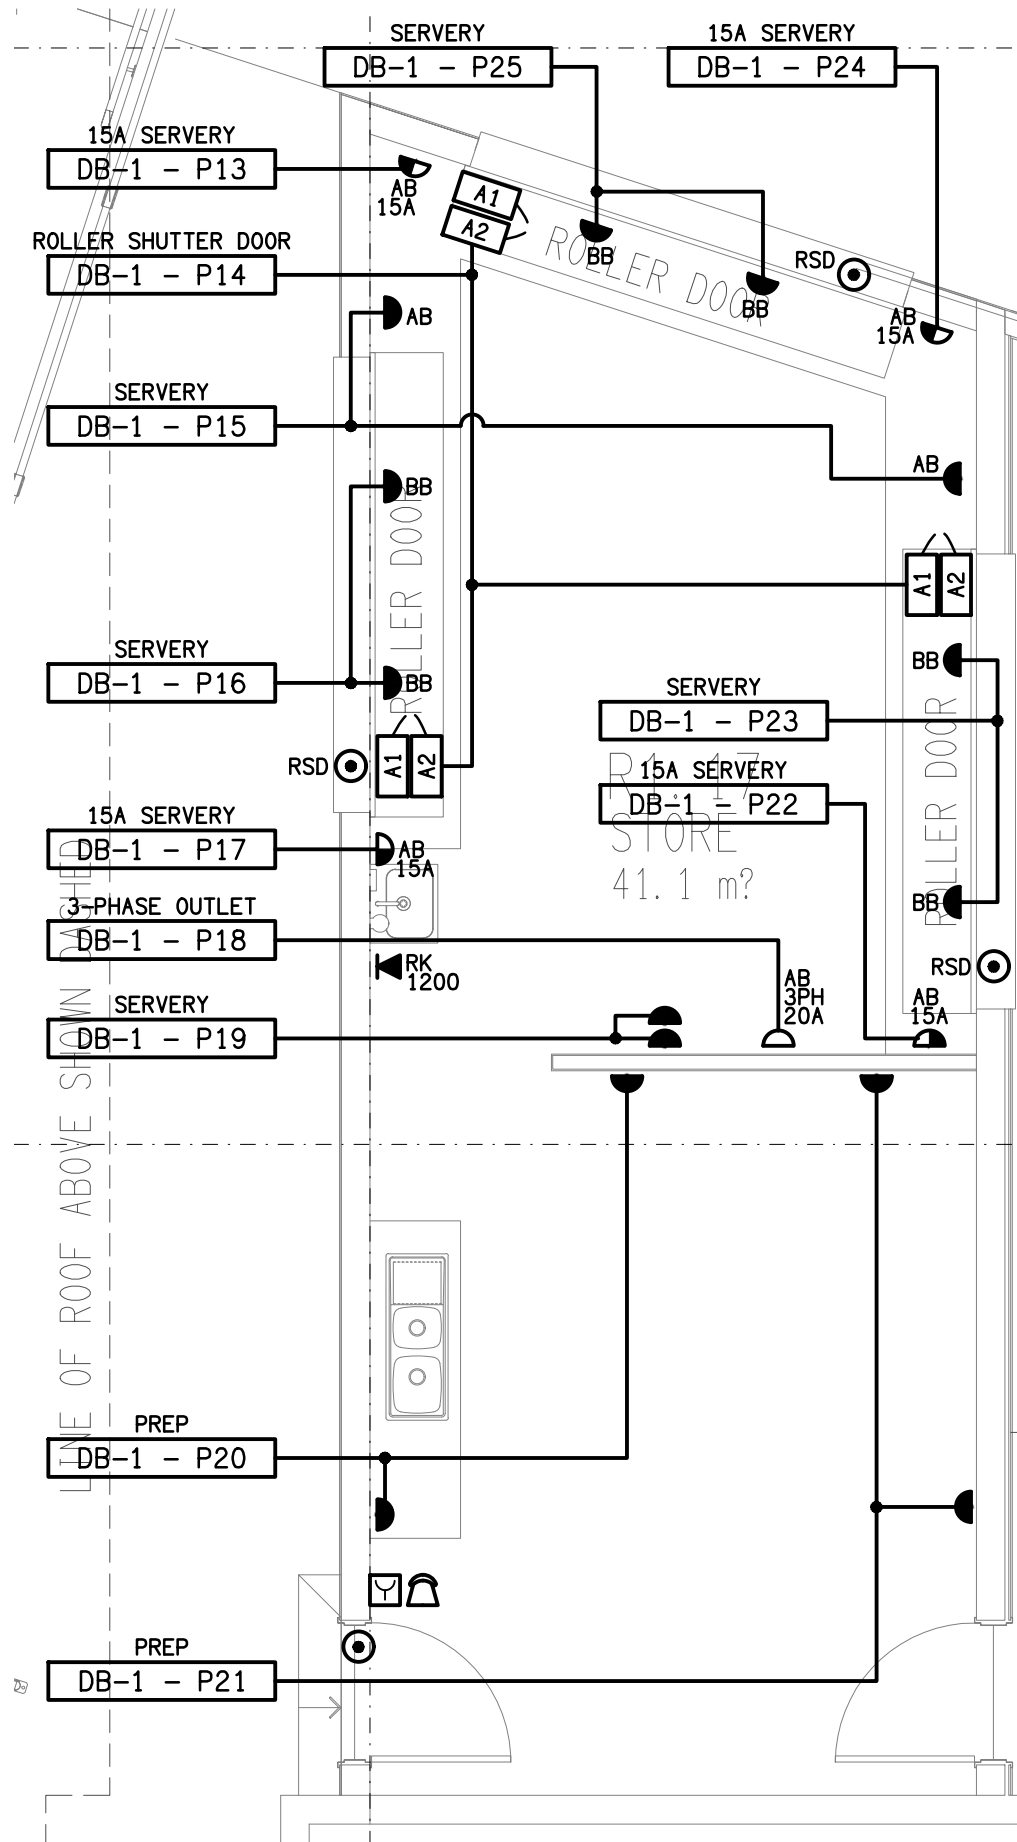 SERVERY
DB-1 - P25
15A SERVERY
DB-1 - P24
15A SERVERY
DB-1 - P13
AB
15A
A1
A2
ROLLER DOOR
BB
BB
RSD
AB
15A
ROLLER SHUTTER DOOR
DB-1 - P14
AB
SERVERY
DB-1 - P15
AB
BB
ROLLER DOOR
A1
A2
SERVERY
DB-1 - P16
BB
BB
SERVERY
DB-1 - P23
RSD
A1
A2
R1.17
STORE
41.1 m?
15A SERVERY
DB-1 - P22
ROLLER DOOR
15A SERVERY
DB-1 - P17
AB
15A
3-PHASE OUTLET
DB-1 - P18
BB
RK
1200
AB
3PH
20A
RSD
AB
15A
SERVERY
DB-1 - P19
LINE OF ROOF ABOVE SHOWN DASHED
PREP
DB-1 - P20
PREP
DB-1 - P21